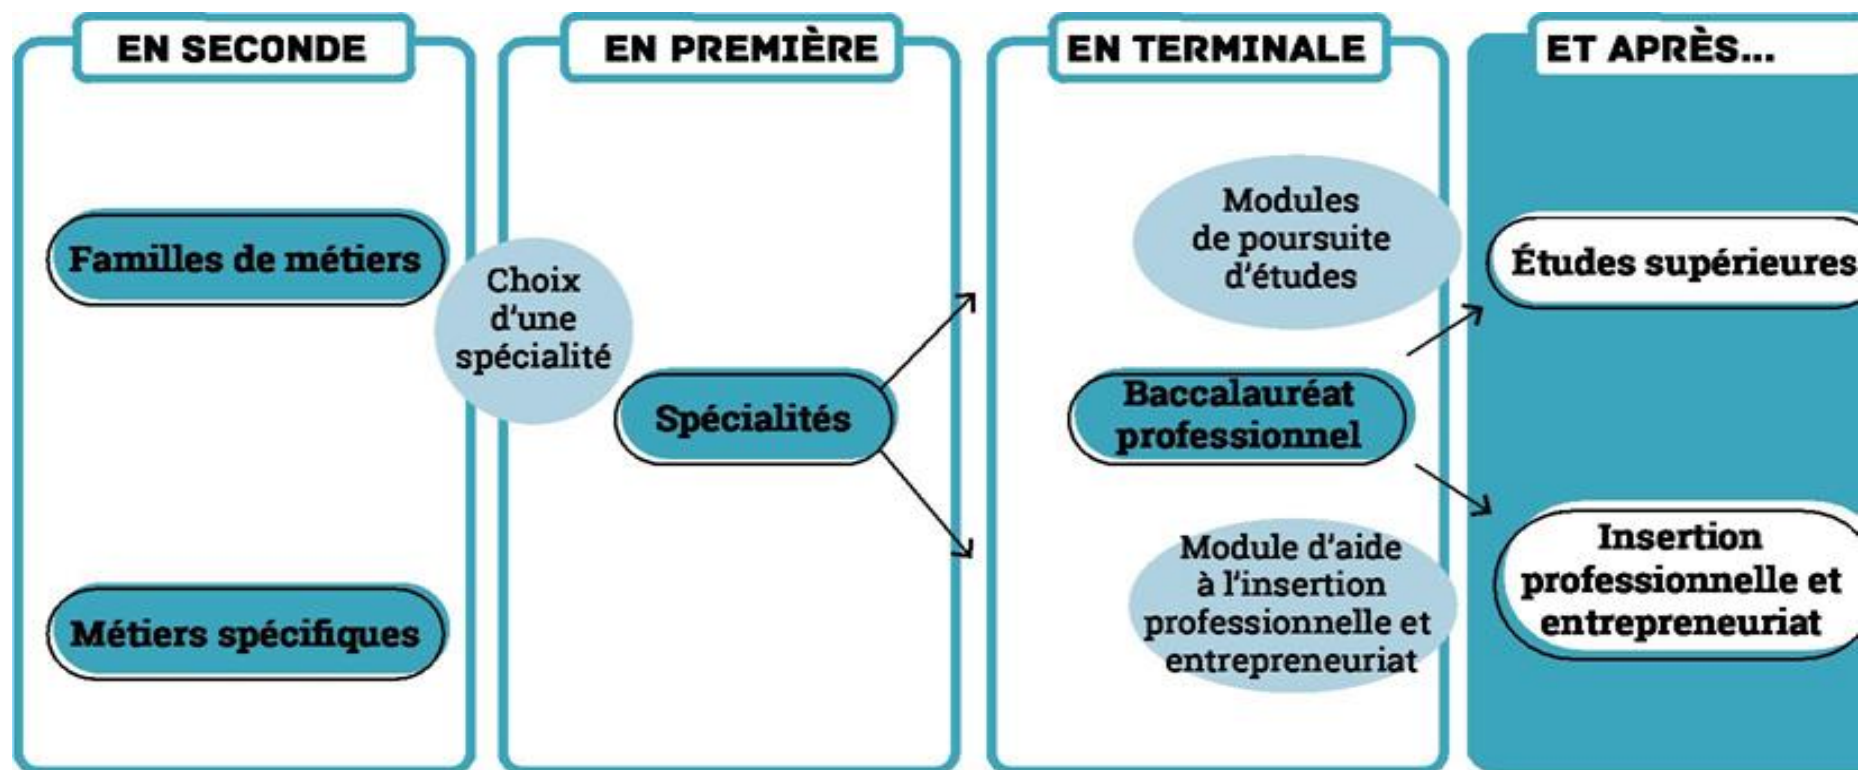 EN SECONDE
Familles de métiers
Métiers spécifiques
Choix
d'une
spécialité
EN PREMIÈRE
Spécialités
EN TERMINALE
Modules
de poursuite
d'études
Baccalauréat
professionnel
Module d'aide
à l'insertion
professionnelle et
entrepreneuriat
ET APRÈS...
Études supérieures
Insertion
professionnelle et
entrepreneuriat